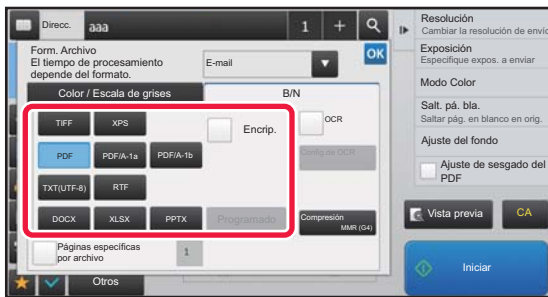 Direcc.
aaa
1
Form. Archivo
El tiempo de procesamiento
depende del formato.
E-mail
OK
Color / Escala de grises
B/N
TIFF
XPS
Encrip.
OCR
PDF
PDF/A-1a
PDF/A-1b
Config.de OCR
TXT(UTF-8)
RTF
DOCX
XLSX
PPTX
Programado
Compresión
MMR (G4)
Páginas específicas
por archivo
1
Otros
Resolución
Cambiar la resolución de envío
Exposición
Especifique expos. a enviar
Modo Color
Salt. pá. bla.
Saltar pág. en blanco en orig.
Ajuste del fondo
Ajuste de sesgado del
PDF
Vista previa
CA
Iniciar